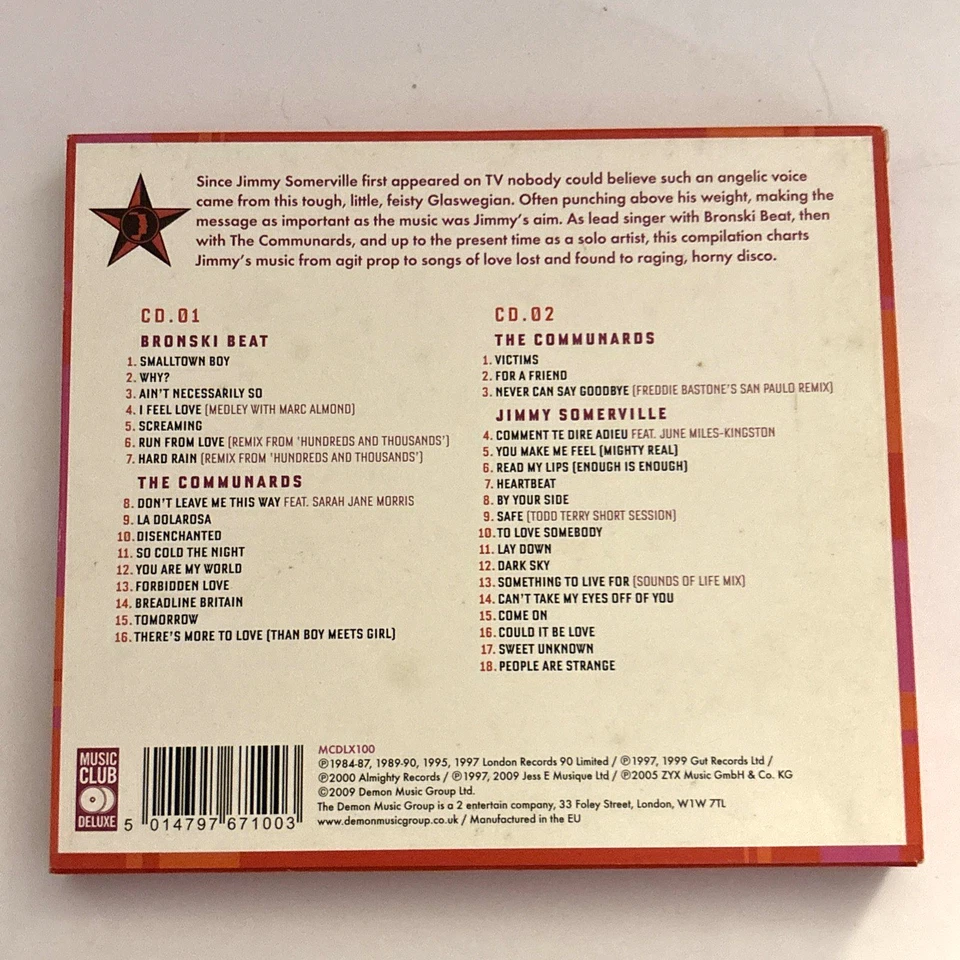 Since Jimmy Somerville first appeared on TV nobody could believe such an angelic voice
came from this tough, little, feisty Glaswegian. Often punching above his weight, making the
message as important as the music was Jimmy's aim. As lead singer with Bronski Beat, then
with The Communards, and up to the present time as a solo artist, this compilation charts
Jimmy's music from agit prop to songs of love lost and found to raging, horny disco.
CD.01
BRONSKI BEAT
1. SMALLTOWN BOY
2. WHY?
3. AIN'T NECESSARILY SO
4. I FEEL LOVE (MEDLEY WITH MARC ALMOND)
5. SCREAMING
6. RUN FROM LOVE (REMIX FROM 'HUNDREDS AND THOUSANDS')
7. HARD RAIN (REMIX FROM 'HUNDREDS AND THOUSANDS')
THE COMMUNARDS
8. DON'T LEAVE ME THIS WAY FEAT. SARAH JANE MORRIS
9. LA DOLAROSA
10. DISENCHANTED
11. SO COLD THE NIGHT
12. YOU ARE MY WORLD
13. FORBIDDEN LOVE
14. BREADLINE BRITAIN
15. TOMORROW
16. THERE'S MORE TO LOVE (THAN BOY MEETS GIRL)
CD.02
THE COMMUNARDS
1. VICTIMS
2. FOR A FRIEND
3. NEVER CAN SAY GOODBYE (FREDDIE BASTONE'S SAN PAULO REMIX)
JIMMY SOMERVILLE
4. COMMENT TE DIRE ADIEU FEAT. JUNE MILES-KINGSTON
5. YOU MAKE ME FEEL (MIGHTY REAL)
6. READ MY LIPS (ENOUGH IS ENOUGH)
7. HEARTBEAT
8. BY YOUR SIDE
9. SAFE (TODD TERRY SHORT SESSION)
10. TO LOVE SOMEBODY
11. LAY DOWN
12. DARK SKY
13. SOMETHING TO LIVE FOR (SOUNDS OF LIFE MIX)
14. CAN'T TAKE MY EYES OFF OF YOU
15. COME ON
16. COULD IT BE LOVE
17. SWEET UNKNOWN
18. PEOPLE ARE STRANGE
MUSIC
CLUB
DELUXE
5 014797 671003
MCDLX100
℗1984-87, 1989-90, 1995, 1997 London Records 90 Limited / ℗1997, 1999 Gut Records Ltd /
℗2000 Almighty Records / ℗1997, 2009 Jess E Musique Ltd / ℗2005 ZYX Music GmbH & Co. KG
©2009 Demon Music Group Ltd.
The Demon Music Group is a 2 entertain company, 33 Foley Street, London, W1W 7TL
www.demonmusicgroup.co.uk / Manufactured in the EU